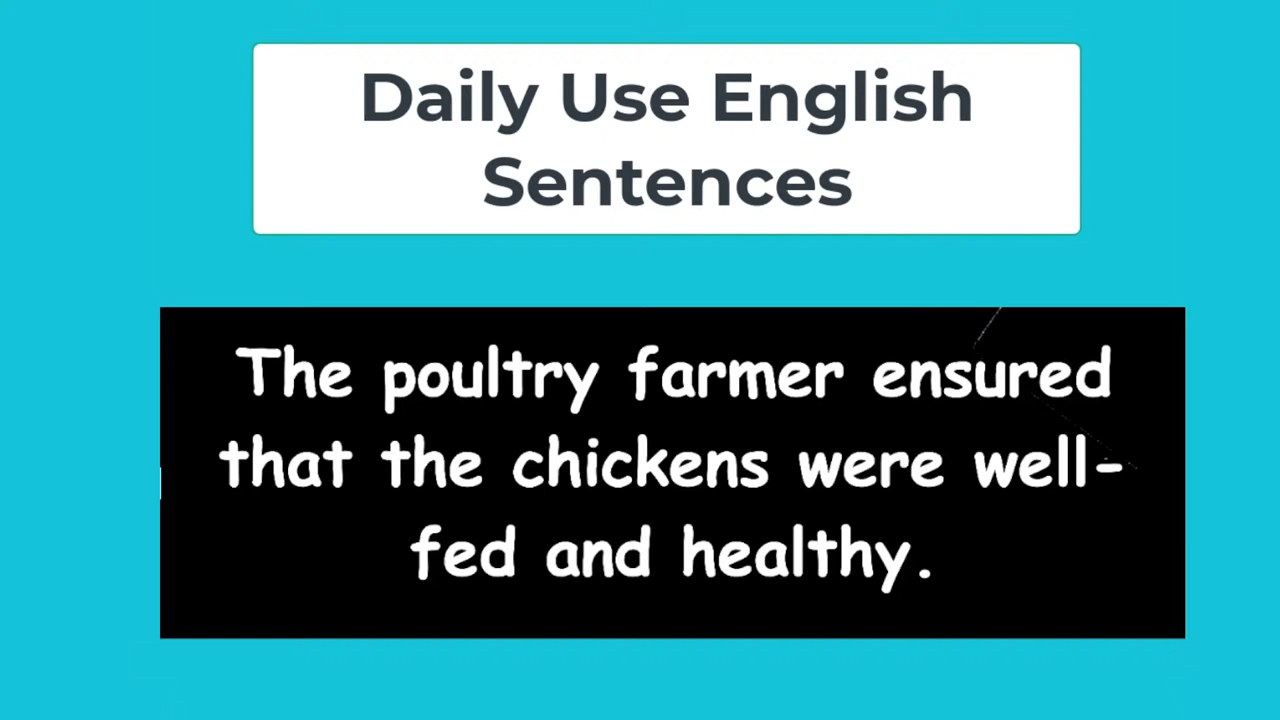 Daily Use English
Sentences
The poultry farmer ensured
that the chickens were well-
fed and healthy.